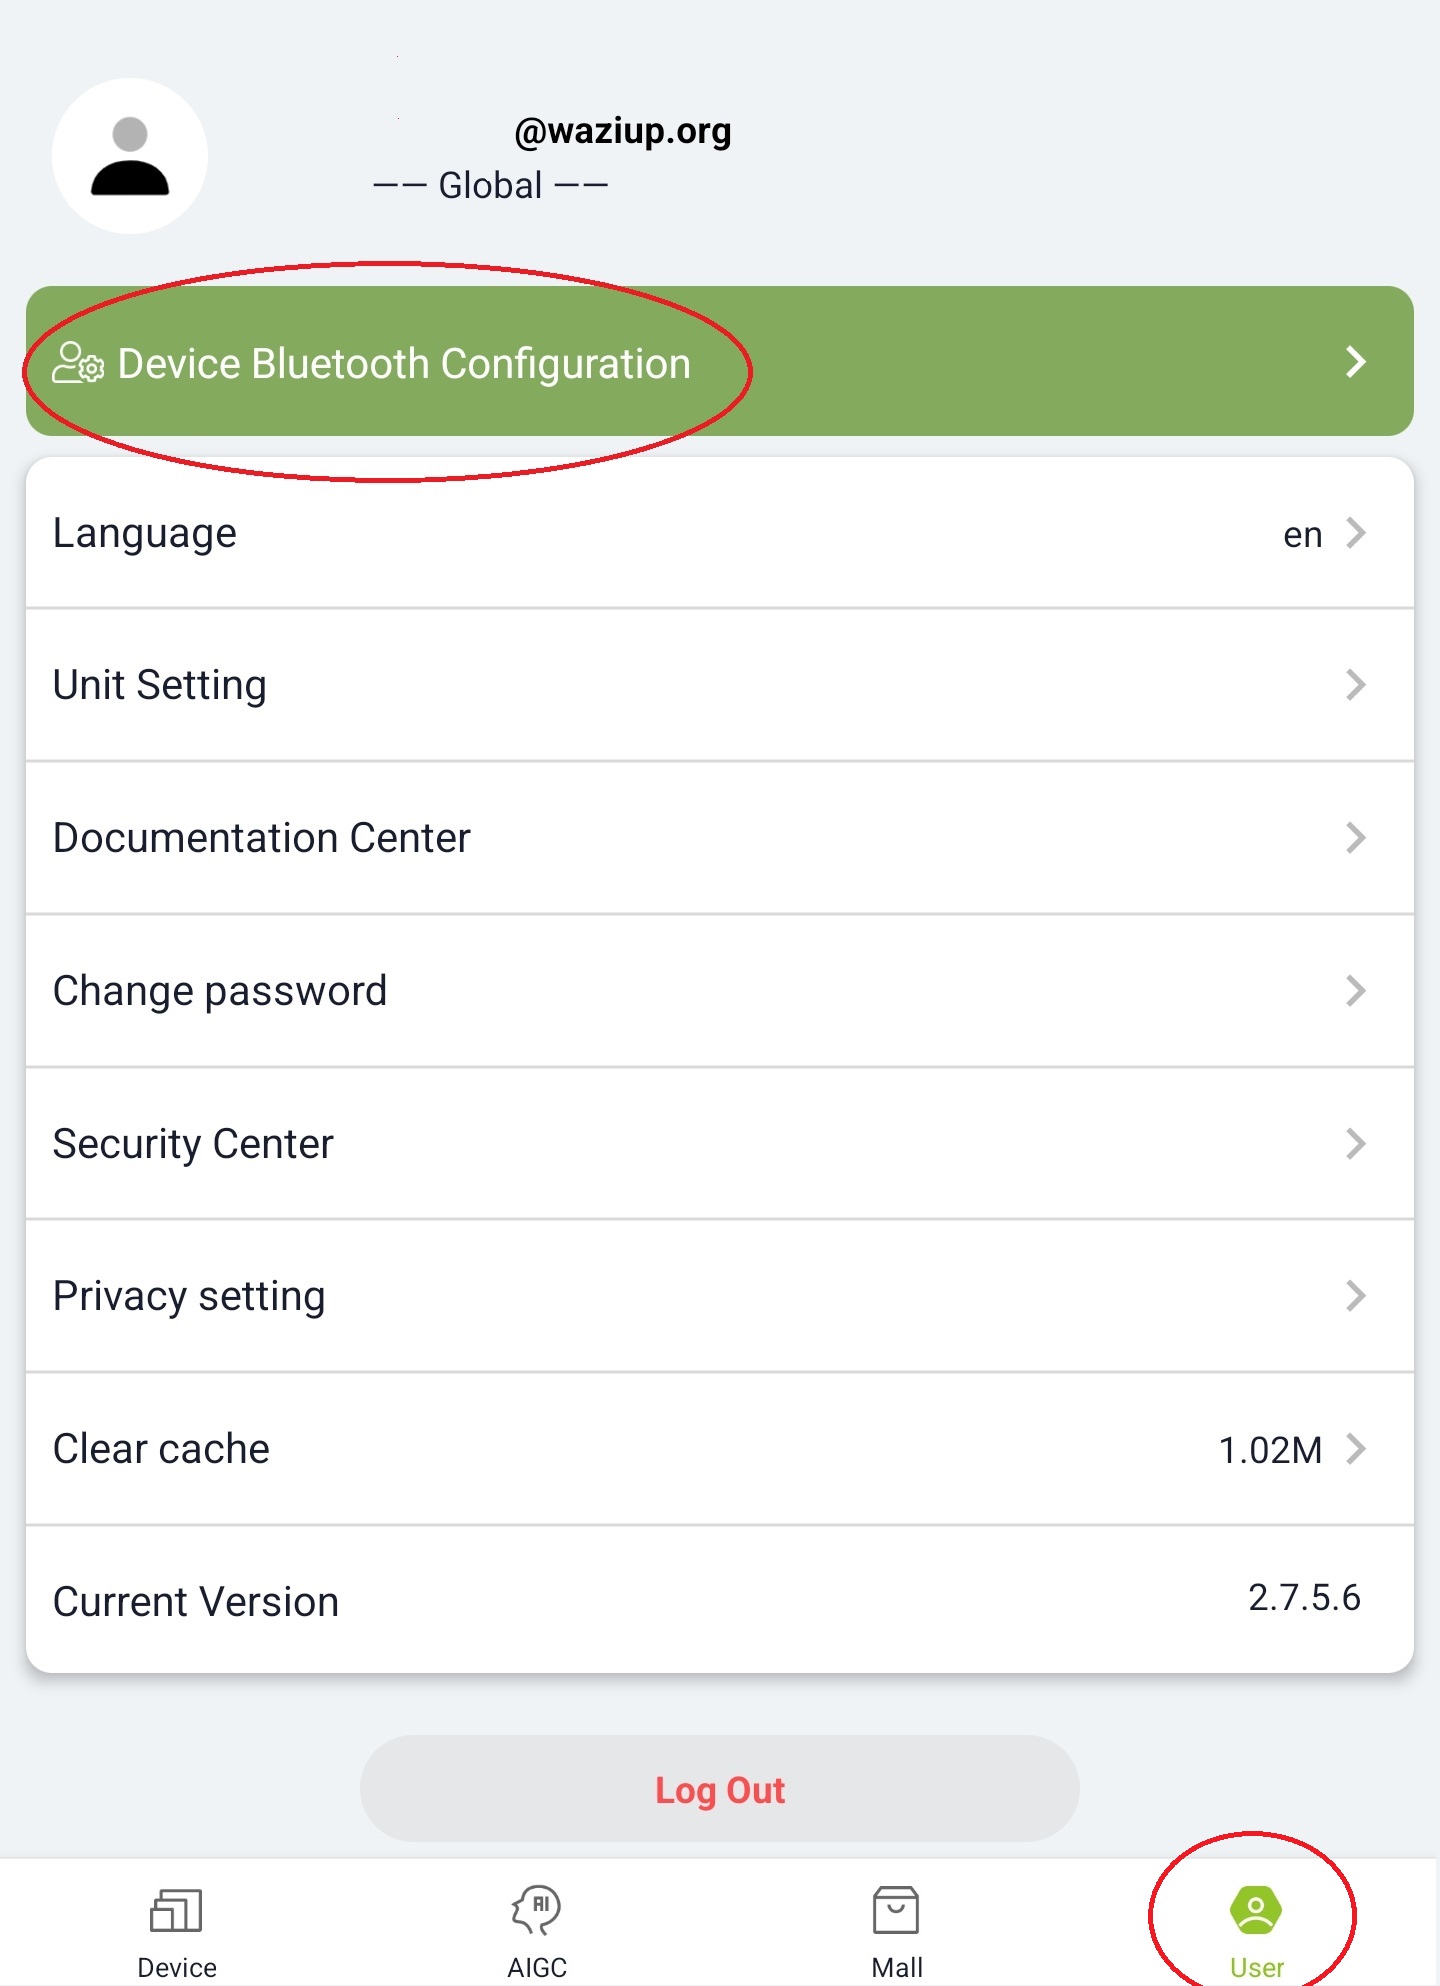 @waziup.org
—— Global ——
Device Bluetooth Configuration
Language en
Unit Setting
Documentation Center
Change password
Security Center
Privacy setting
Clear cache 1.02M
Current Version 2.7.5.6
Log Out
AI
Device AIGC Mall User